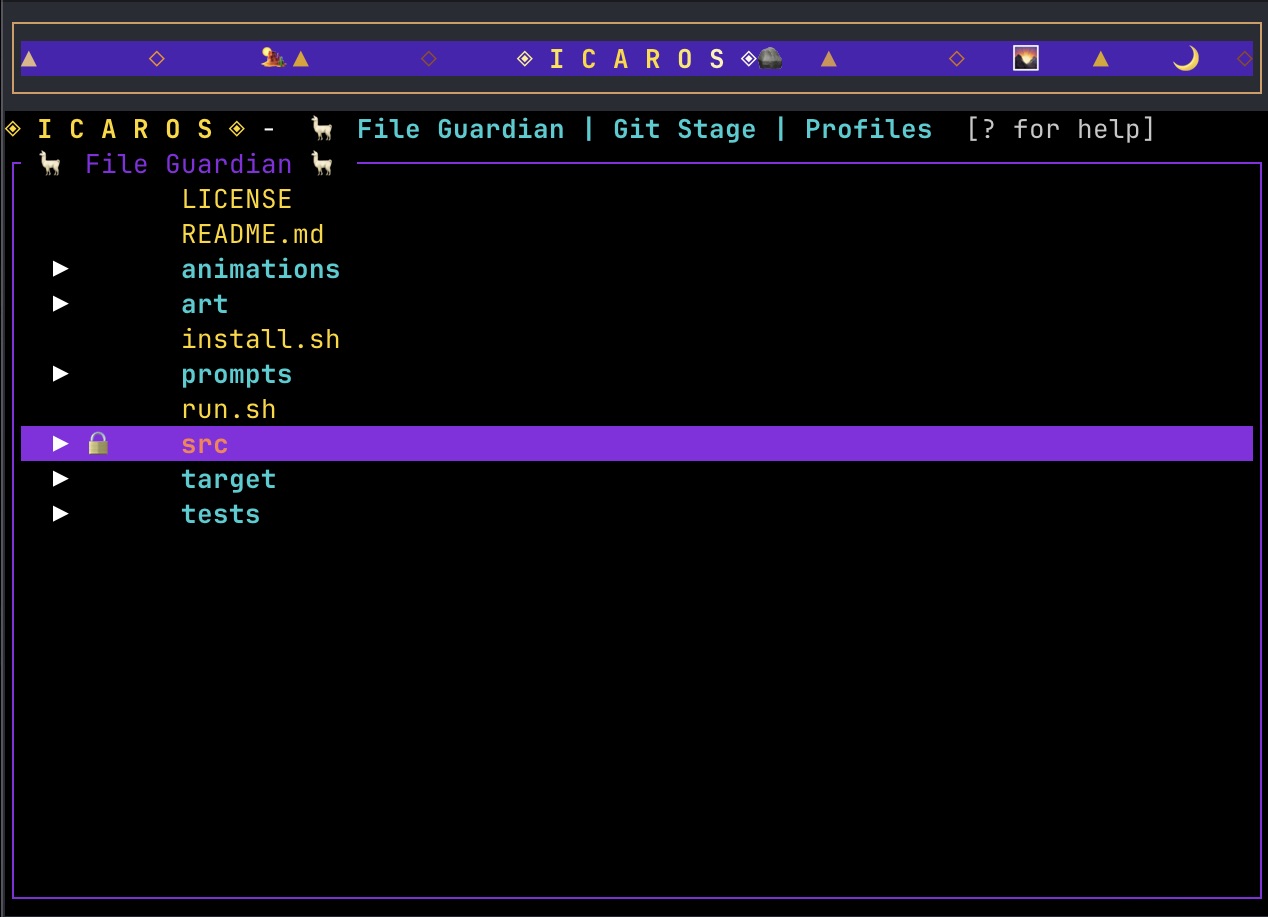 ◈ I C A R O S ◈
◈ I C A R O S ◈ - 🦙 File Guardian | Git Stage | Profiles [? for help]
🦙 File Guardian 🦙
LICENSE
README.md
▶ animations
▶ art
install.sh
▶ prompts
run.sh
▶ 🔒 src
▶ target
▶ tests